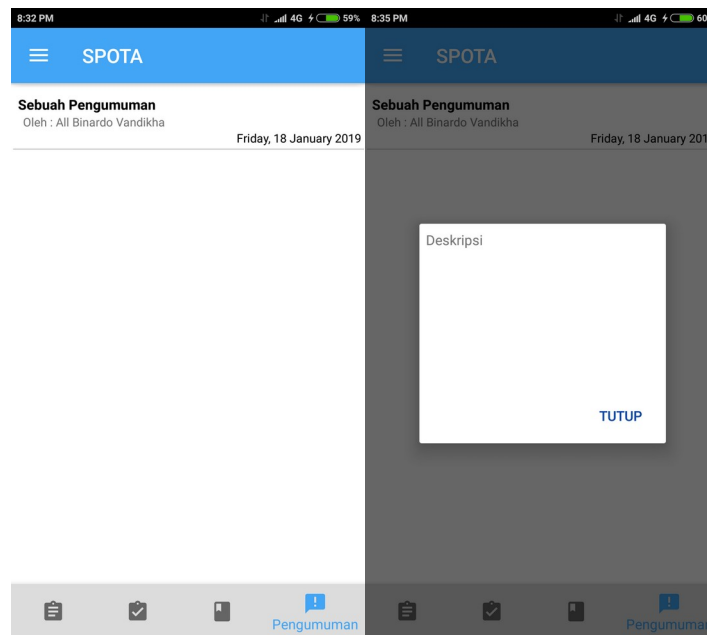 8:32 PM 4G 59%
SPOTA
Sebuah Pengumuman
Oleh : All Binardo Vandikha
Friday, 18 January 2019
Pengumuman
8:35 PM 4G 60
SPOTA
Sebuah Pengumuman
Oleh : All Binardo Vandikha
Friday, 18 January 201
Deskripsi
TUTUP
Pengumuma